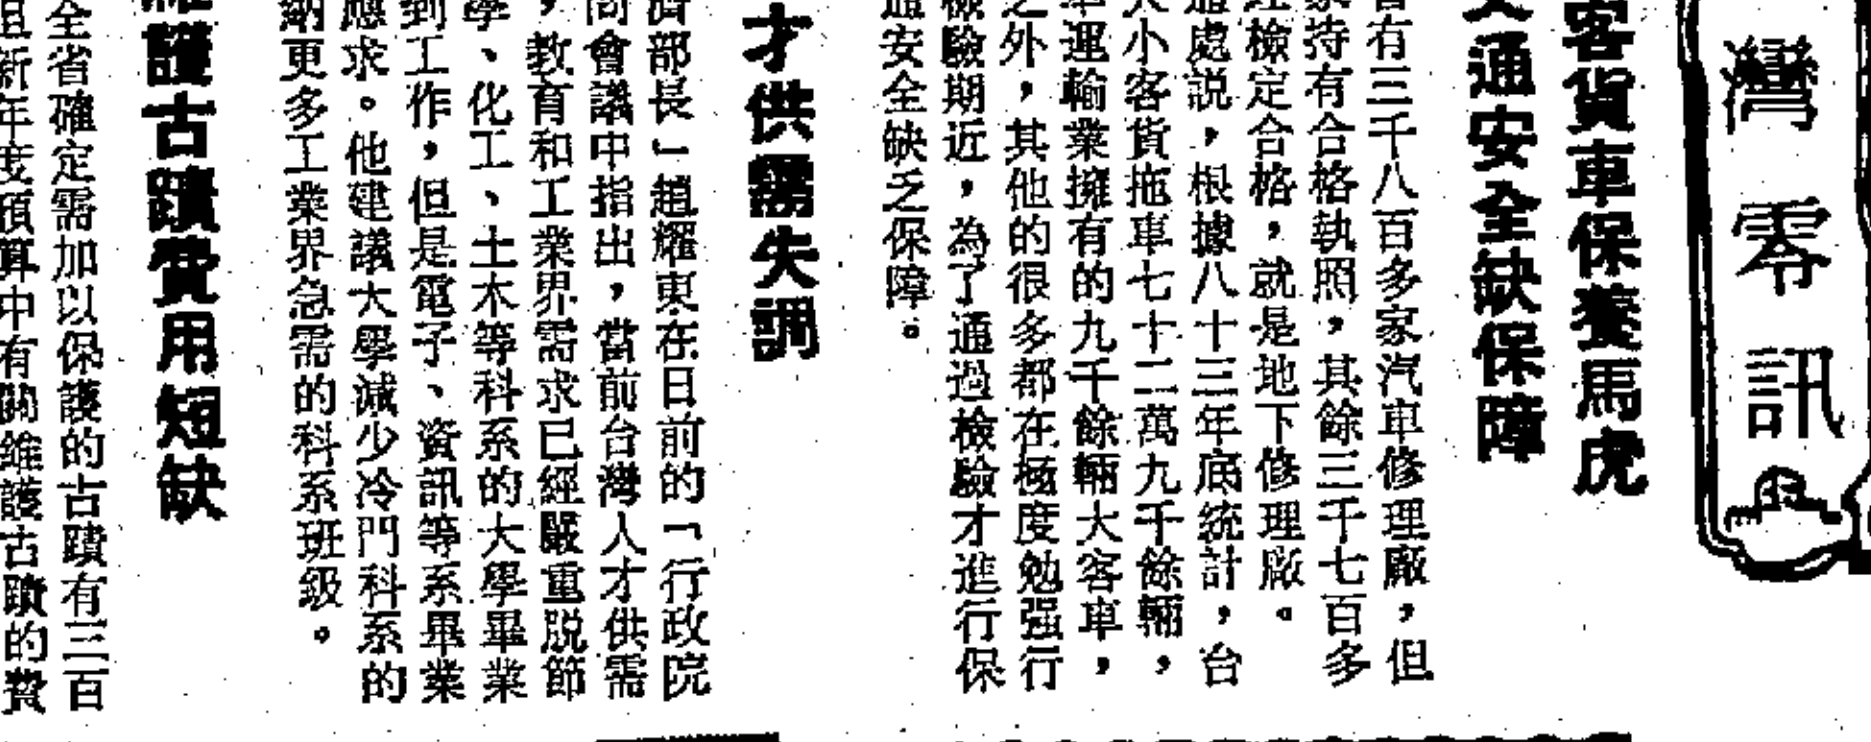 灣零訊
客貨車保養馬虎
通安全缺保障
有三千八百多家汽車修理廠，但
持有合格執照，其餘三千七百多
檢定合格，就是地下修理廠。
處說，根據八十三年底統計，台
大小客貨拖車七十二萬九千餘輛，
運輸業擁有的九千餘輛大客車，
之外，其他的很多都在極度勉强行
檢驗期近，為了通過檢驗才進行保
安全缺乏保障。
才供需失調
濟部長」趙耀東在日前的「行政院
會議中指出，當前台灣人才供需
，教育和工業界需求已經嚴重脱節
學、化工、土木等科系的大學畢業
到工作，但是電子、資訊等系畢業
應求。他建議大學減少冷門科系的
納更多工業界急需的科系班級。
護古蹟費用短缺
全省確定需加以保護的古蹟有三百
新年度預算中有關維護古蹟的費